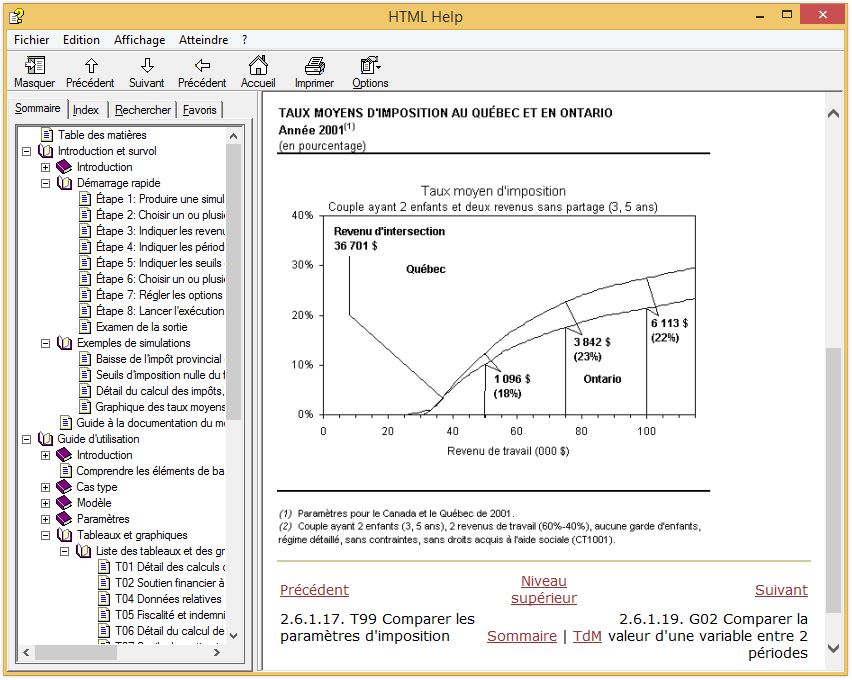 HTML Help
Fichier Edition Affichage Atteindre ?
Masquer Précédent Suivant Précédent Accueil Imprimer Options
Sommaire Index Rechercher Favoris
Table des matières
Introduction et survol
Introduction
Démarrage rapide
Étape 1: Produire une simul
Étape 2: Choisir un ou plusie
Étape 3: Indiquer les revenu
Étape 4: Indiquer les périod
Étape 5: Indiquer les seuils
Étape 6: Choisir un ou plusie
Étape 7: Régler les options
Étape 8: Lancer l'exécution
Examen de la sortie
Exemples de simulations
Baisse de l'impôt provincial
Seuils d'imposition nulle du f
Détail du calcul des impôts,
Graphique des taux moyens
Guide à la documentation du mo
Guide d'utilisation
Introduction
Comprendre les éléments de ba
Cas type
Modèle
Paramètres
Tableaux et graphiques
Liste des tableaux et des gr
T01 Détail des calculs d
T02 Soutien financier à
T04 Données relatives
T05 Fiscalité et indemni
T06 Détail du calcul de
TAUX MOYENS D'IMPOSITION AU QUÉBEC ET EN ONTARIO
Année 2001(1)
(en pourcentage)
Taux moyen d'imposition
Couple ayant 2 enfants et deux revenus sans partage (3, 5 ans)
40%
30%
20%
10%
0%
Revenu d'intersection
36 701 $
Québec
6 113 $
(22%)
3 842 $
(23%)
1 096 $
(18%)
Ontario
0 20 40 60 80 100
Revenu de travail (000 $)
(1) Paramètres pour le Canada et le Québec de 2001.
(2) Couple ayant 2 enfants (3, 5 ans), 2 revenus de travail (60%-40%), aucune garde d'enfants,
régime détaillé, sans contraintes, sans droits acquis à l'aide sociale (CT1001).
Précédent
Niveau
supérieur
Suivant
2.6.1.17. T99 Comparer les
paramètres d'imposition
Sommaire | TdM
2.6.1.19. G02 Comparer la
valeur d'une variable entre 2
périodes